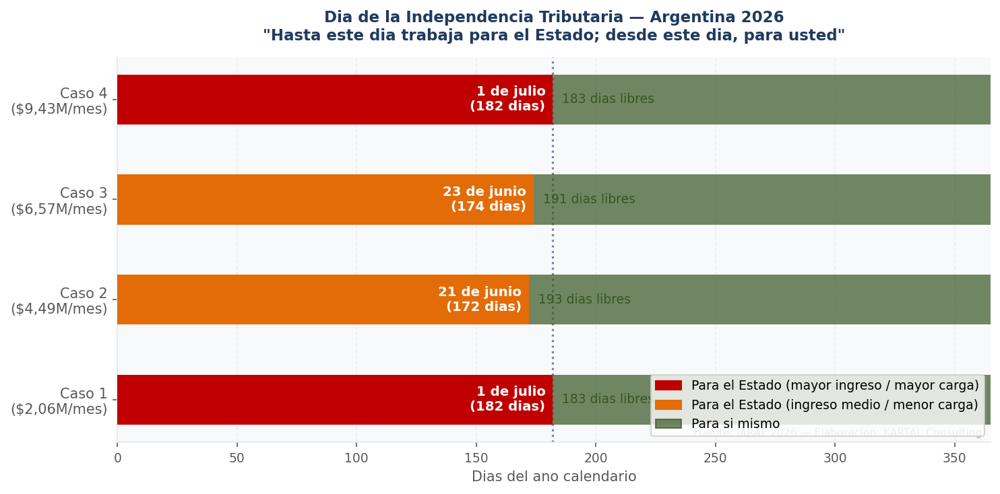 Dia de la Independencia Tributaria — Argentina 2026
"Hasta este dia trabaja para el Estado; desde este dia, para usted"
Caso 4
($9,43M/mes)
1 de julio
(182 dias)
183 dias libres
Caso 3
($6,57M/mes)
23 de junio
(174 dias)
191 dias libres
Caso 2
($4,49M/mes)
21 de junio
(172 dias)
193 dias libres
Caso 1
($2,06M/mes)
1 de julio
(182 dias)
183 dias libres
Para el Estado (mayor ingreso / mayor carga)
Para el Estado (ingreso medio / menor carga)
Para si mismo
Fuente: IARAF 2026 — Elaboracion: KARTAL Consulting
0
50
100
150
200
250
300
350
Dias del ano calendario